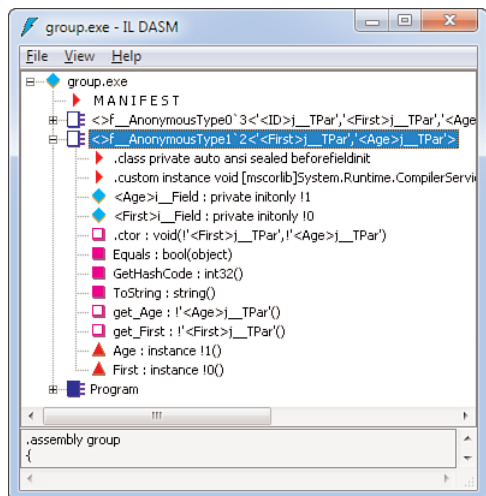 group.exe - IL DASM
File View Help
group.exe
M A N I F E S T
<>f__AnonymousType0`3<'<ID>j__TPar','<First>j__TPar','<Age
<>f__AnonymousType1`2<'<First>j__TPar','<Age>j__TPar'>
.class private auto ansi sealed beforefieldinit
.custom instance void [mscorlib]System.Runtime.CompilerServi
<Age>i__Field : private initonly !1
<First>i__Field : private initonly !0
.ctor : void(!'<First>j__TPar',!'<Age>j__TPar')
Equals : bool(object)
GetHashCode : int32()
ToString : string()
get_Age : !'<Age>j__TPar'()
get_First : !'<First>j__TPar'()
Age : instance !1()
First : instance !0()
Program
.assembly group
{